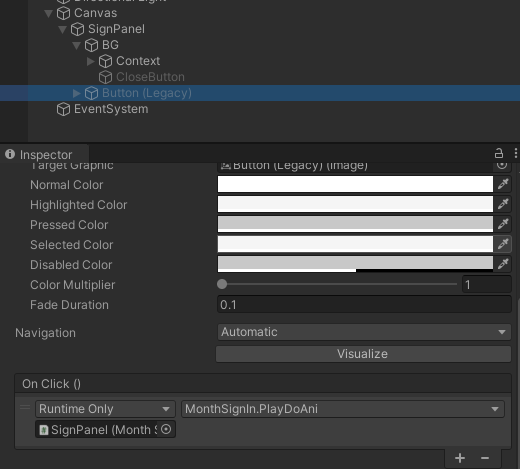 Directional Light
Canvas
SignPanel
BG
Context
CloseButton
Button (Legacy)
EventSystem
Inspector
Target Graphic
Button (Legacy) (Image)
Normal Color
Highlighted Color
Pressed Color
Selected Color
Disabled Color
Color Multiplier 1
Fade Duration 0.1
Navigation Automatic
Visualize
On Click ()
Runtime Only MonthSignIn.PlayDoAni
SignPanel (Month S